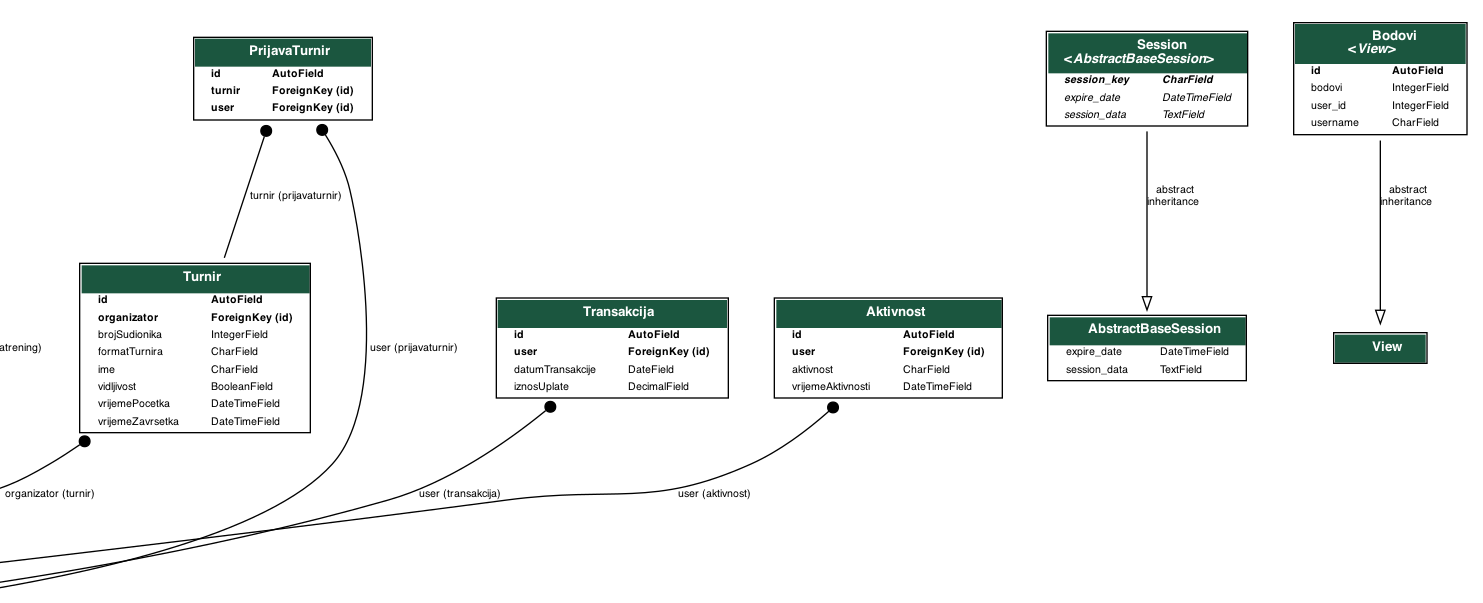 PrijavaTurnir
id AutoField
turnir ForeignKey (id)
user ForeignKey (id)
turnir (prijavaturnir)
user (prijavaturnir)
atrening)
Turnir
id AutoField
organizator ForeignKey (id)
brojSudionika IntegerField
formatTurnira CharField
ime CharField
vidljivost BooleanField
vrijemePocetka DateTimeField
vrijemeZavrsetka DateTimeField
organizator (turnir)
Transakcija
id AutoField
user ForeignKey (id)
datumTransakcije DateField
iznosUplate DecimalField
user (transakcija)
Aktivnost
id AutoField
user ForeignKey (id)
aktivnost CharField
vrijemeAktivnosti DateTimeField
user (aktivnost)
Session
<AbstractBaseSession>
session_key CharField
expire_date DateTimeField
session_data TextField
abstract
inheritance
AbstractBaseSession
expire_date DateTimeField
session_data TextField
Bodovi
<View>
id AutoField
bodovi IntegerField
user_id IntegerField
username CharField
abstract
inheritance
View